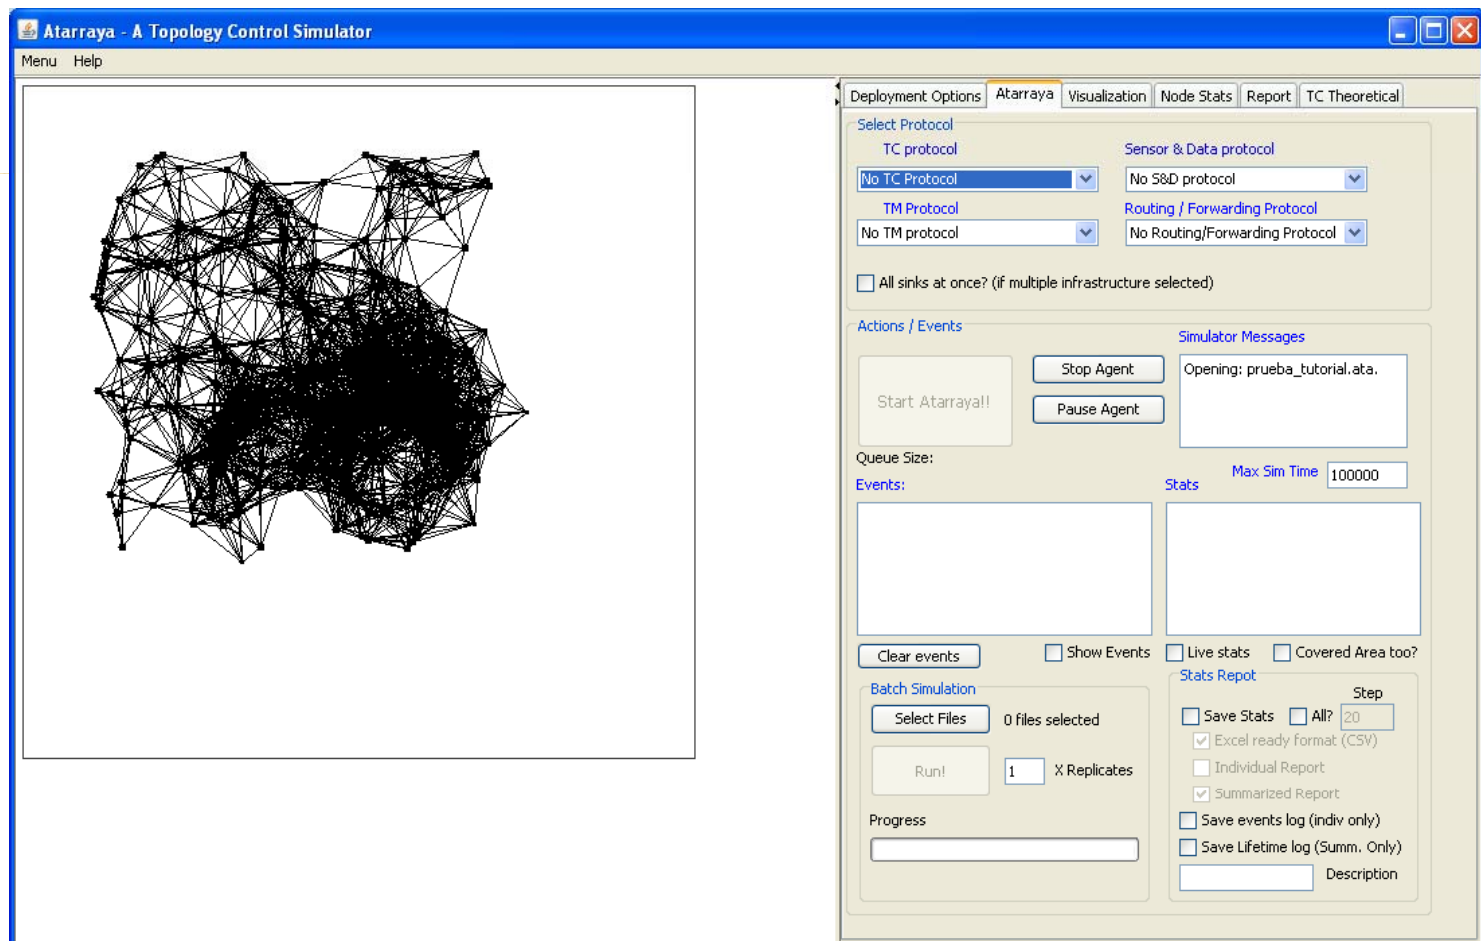 Atarraya - A Topology Control Simulator
Menu Help
Deployment Options Atarraya Visualization Node Stats Report TC Theoretical
Select Protocol
TC protocol Sensor & Data protocol
No TC Protocol No S&D protocol
TM Protocol Routing / Forwarding Protocol
No TM protocol No Routing/Forwarding Protocol
All sinks at once? (if multiple infrastructure selected)
Actions / Events
Simulator Messages
Start Atarraya!! Stop Agent Opening: prueba_tutorial.ata.
Pause Agent
Queue Size:
Max Sim Time 100000
Events: Stats
Clear events Show Events Live stats Covered Area too?
Batch Simulation Stats Repot
Step
Select Files 0 files selected Save Stats All? 20
Excel ready format (CSV)
Run! 1 X Replicates Individual Report
Summarized Report
Progress Save events log (indiv only)
Save Lifetime log (Summ. Only)
Description